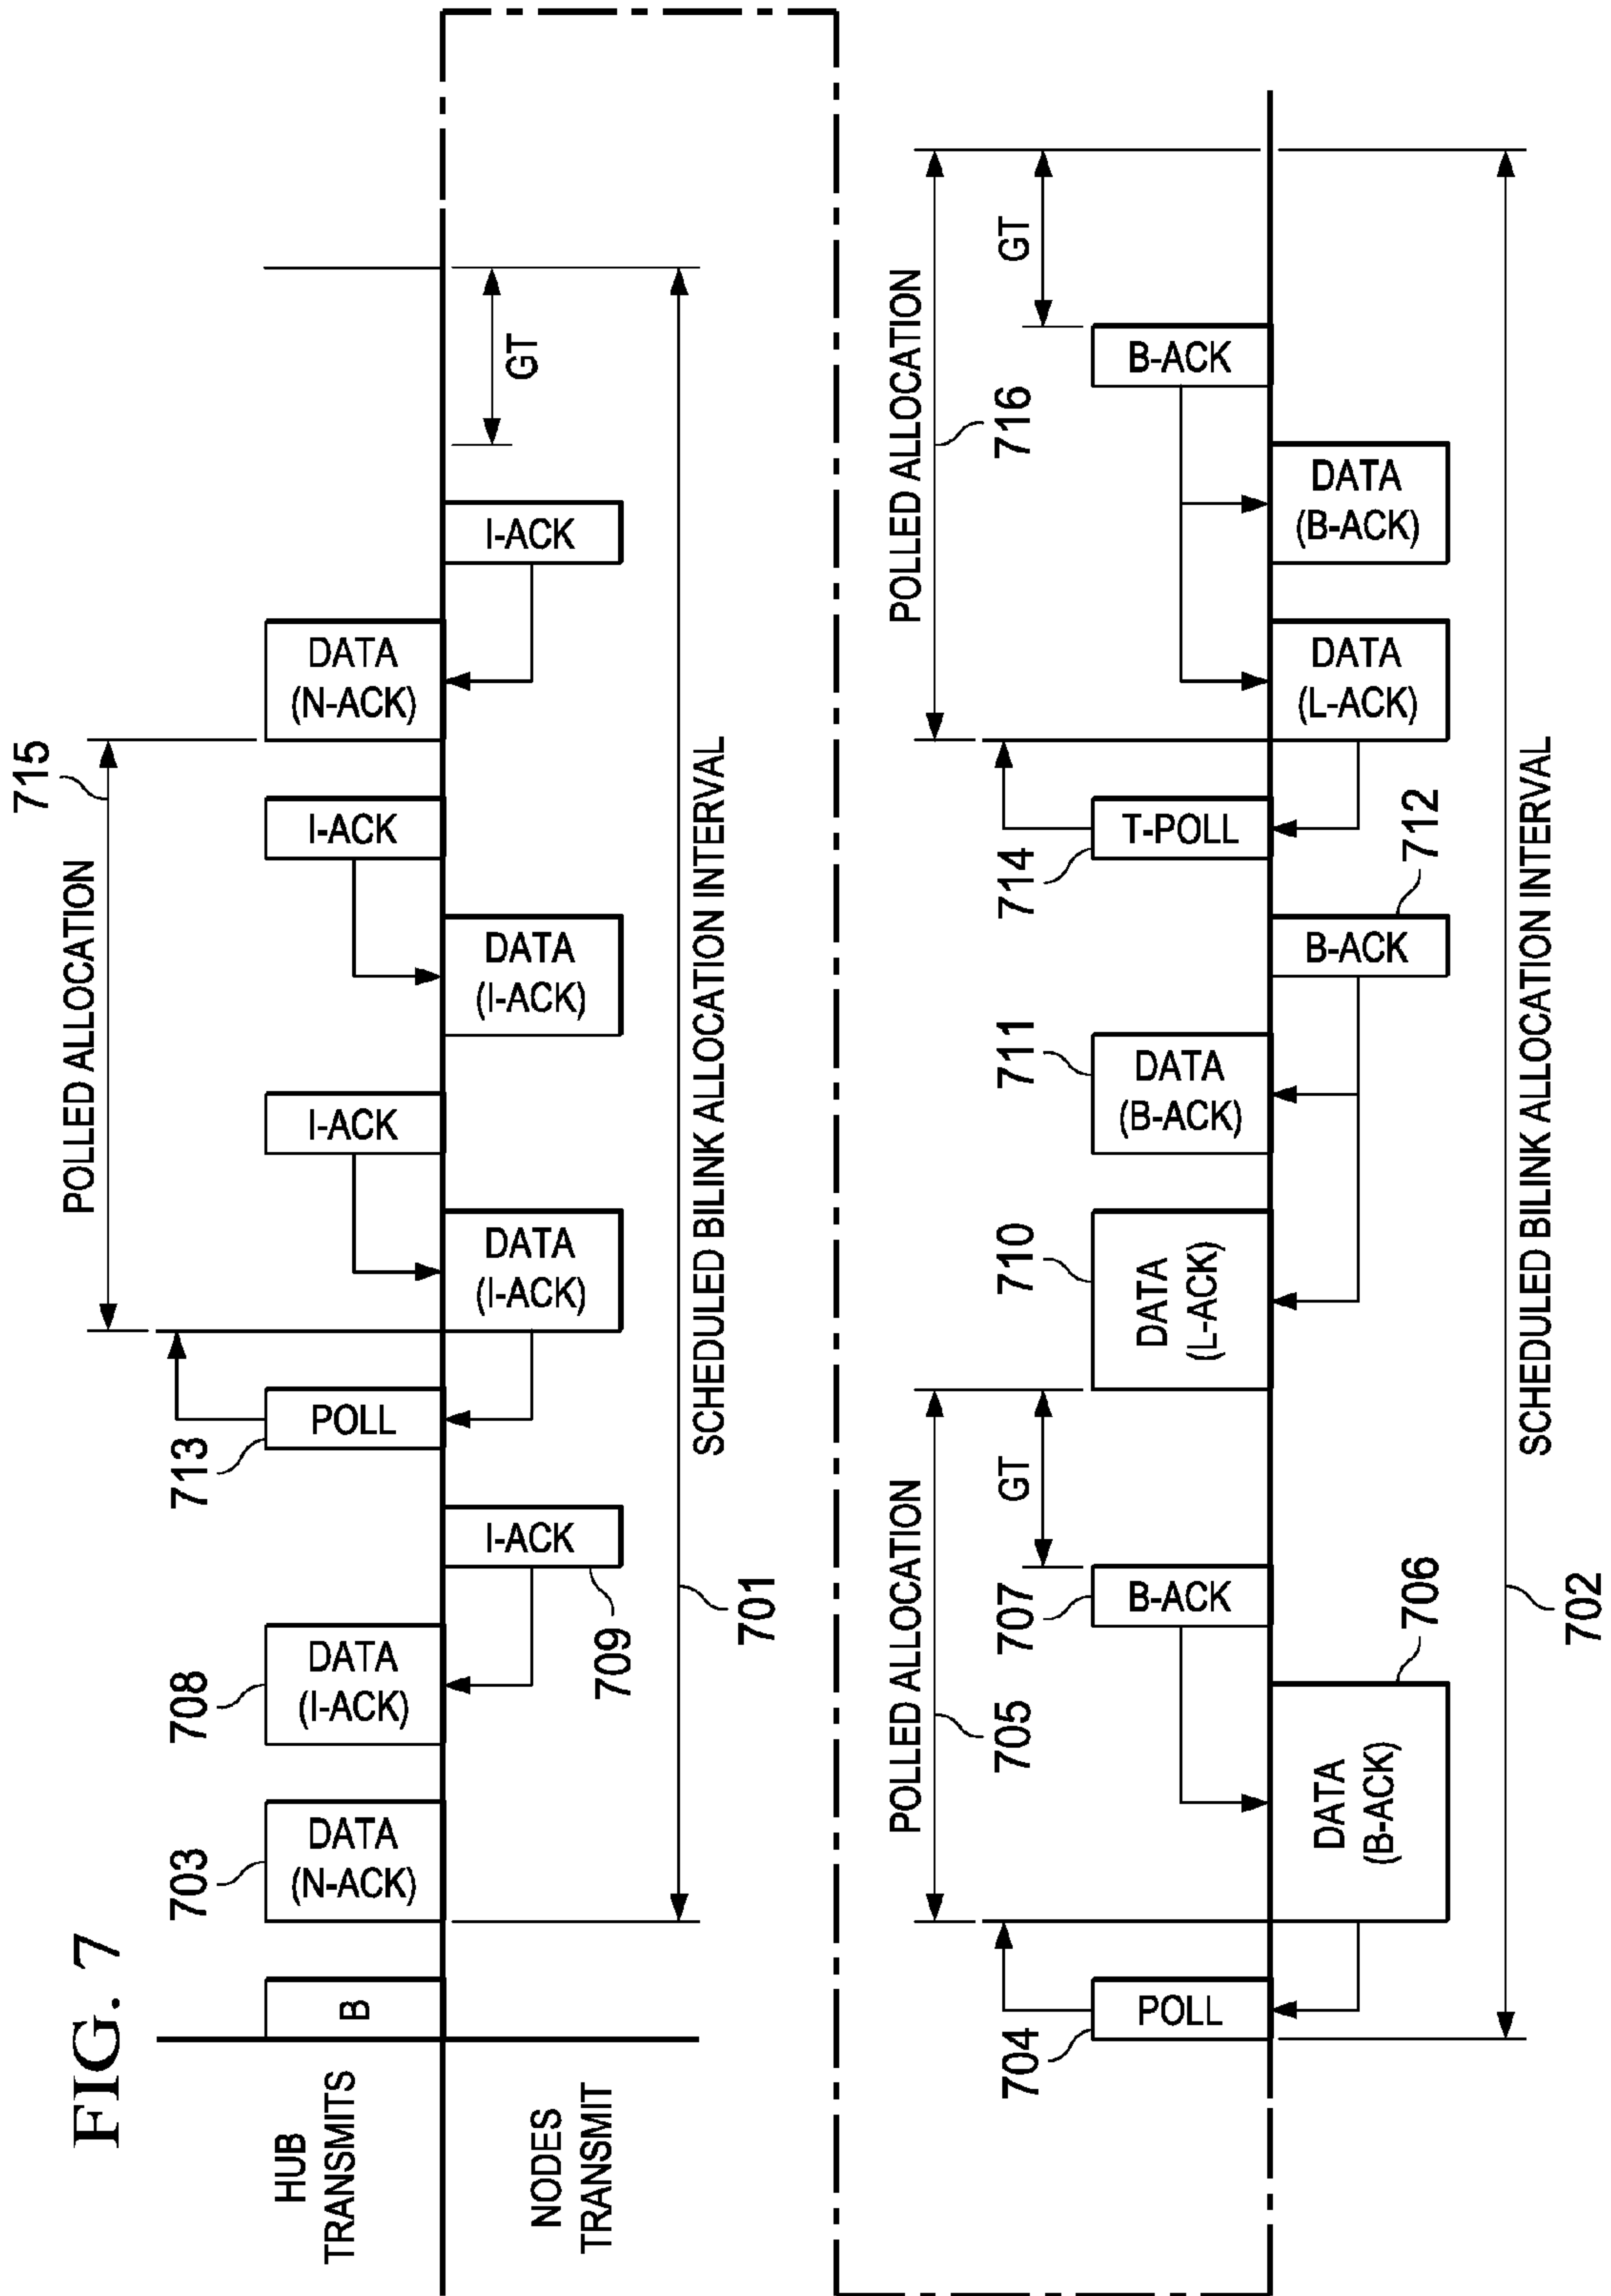 FIG. 7
HUB
TRANSMITS
NODES
TRANSMIT
B
703
DATA
(N-ACK)
708
DATA
(I-ACK)
I-ACK
709
713
POLL
POLLED ALLOCATION
715
DATA
(I-ACK)
I-ACK
DATA
(I-ACK)
I-ACK
DATA
(N-ACK)
I-ACK
GT
701
SCHEDULED BILINK ALLOCATION INTERVAL
704
POLL
POLLED ALLOCATION
705
DATA
(B-ACK)
706
707
B-ACK
GT
710
DATA
(L-ACK)
711
DATA
(B-ACK)
B-ACK
712
714
T-POLL
POLLED ALLOCATION
716
DATA
(L-ACK)
DATA
(B-ACK)
B-ACK
GT
702
SCHEDULED BILINK ALLOCATION INTERVAL